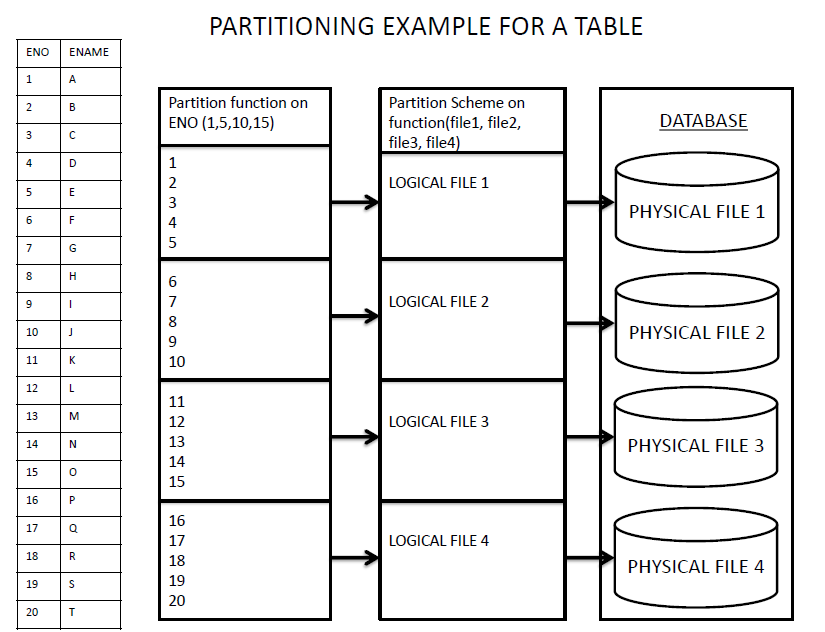 PARTITIONING EXAMPLE FOR A TABLE
ENO ENAME
1 A
2 B
3 C
4 D
5 E
6 F
7 G
8 H
9 I
10 J
11 K
12 L
13 M
14 N
15 O
16 P
17 Q
18 R
19 S
20 T
Partition function on
ENO (1,5,10,15)
1
2
3
4
5
6
7
8
9
10
11
12
13
14
15
16
17
18
19
20
Partition Scheme on
function(file1, file2,
file3, file4)
LOGICAL FILE 1
LOGICAL FILE 2
LOGICAL FILE 3
LOGICAL FILE 4
DATABASE
PHYSICAL FILE 1
PHYSICAL FILE 2
PHYSICAL FILE 3
PHYSICAL FILE 4